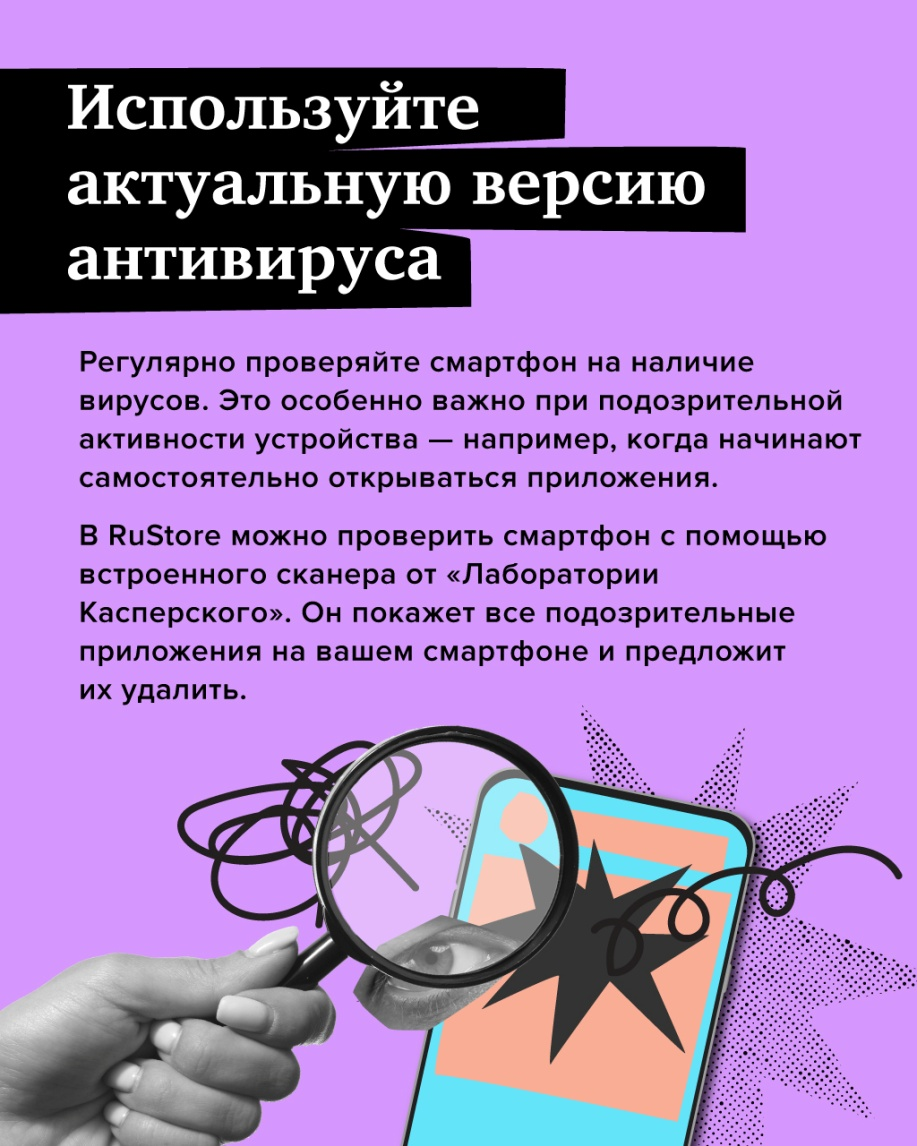 Используйте
актуальную версию
антивируса
Регулярно проверяйте смартфон на наличие
вирусов. Это особенно важно при подозрительной
активности устройства — например, когда начинают
самостоятельно открываться приложения.
В RuStore можно проверить смартфон с помощью
встроенного сканера от «Лаборатории
Касперского». Он покажет все подозрительные
приложения на вашем смартфоне и предложит
их удалить.